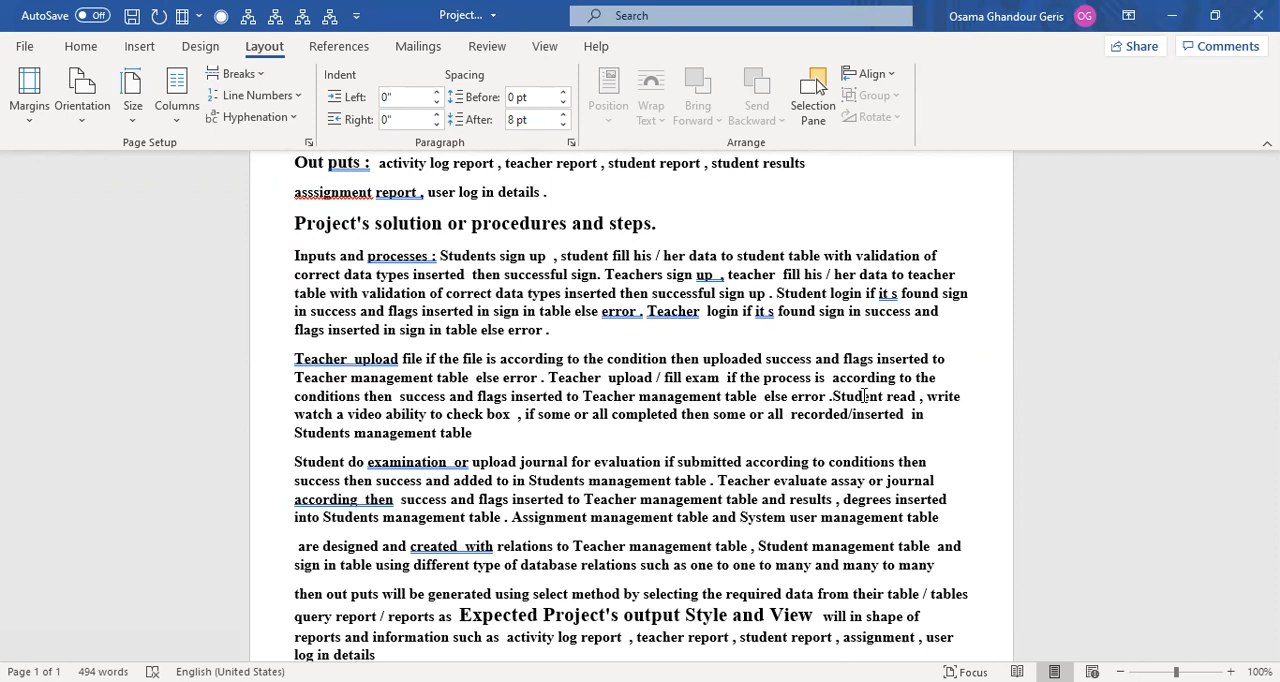 AutoSave Off Project... Search Osama Ghandour Geris OG
File Home Insert Design Layout References Mailings Review View Help Share Comments
Margins Orientation Size Columns Breaks Line Numbers Hyphenation
Indent Spacing
Left: 0" Before: 0 pt
Right: 0" After: 8 pt
Position Wrap Text Bring Forward Send Backward Selection Pane Align Group Rotate
Page Setup Paragraph Arrange
Out puts : activity log report , teacher report , student report , student results
asssignment report , user log in details .
Project's solution or procedures and steps.
Inputs and processes : Students sign up , student fill his / her data to student table with validation of
correct data types inserted then successful sign. Teachers sign up , teacher fill his / her data to teacher
table with validation of correct data types inserted then successful sign up . Student login if it s found sign
in success and flags inserted in sign in table else error . Teacher login if it s found sign in success and
flags inserted in sign in table else error .
Teacher upload file if the file is according to the condition then uploaded success and flags inserted to
Teacher management table else error . Teacher upload / fill exam if the process is according to the
conditions then success and flags inserted to Teacher management table else error .Student read , write
watch a video ability to check box , if some or all completed then some or all recorded/inserted in
Students management table
Student do examination or upload journal for evaluation if submitted according to conditions then
success then success and added to in Students management table . Teacher evaluate assay or journal
according then success and flags inserted to Teacher management table and results , degrees inserted
into Students management table . Assignment management table and System user management table
are designed and created with relations to Teacher management table , Student management table and
sign in table using different type of database relations such as one to one to many and many to many
then out puts will be generated using select method by selecting the required data from their table / tables
query report / reports as Expected Project's output Style and View will in shape of
reports and information such as activity log report , teacher report , student report , assignment , user
log in details
Page 1 of 1 494 words English (United States) Focus 100%